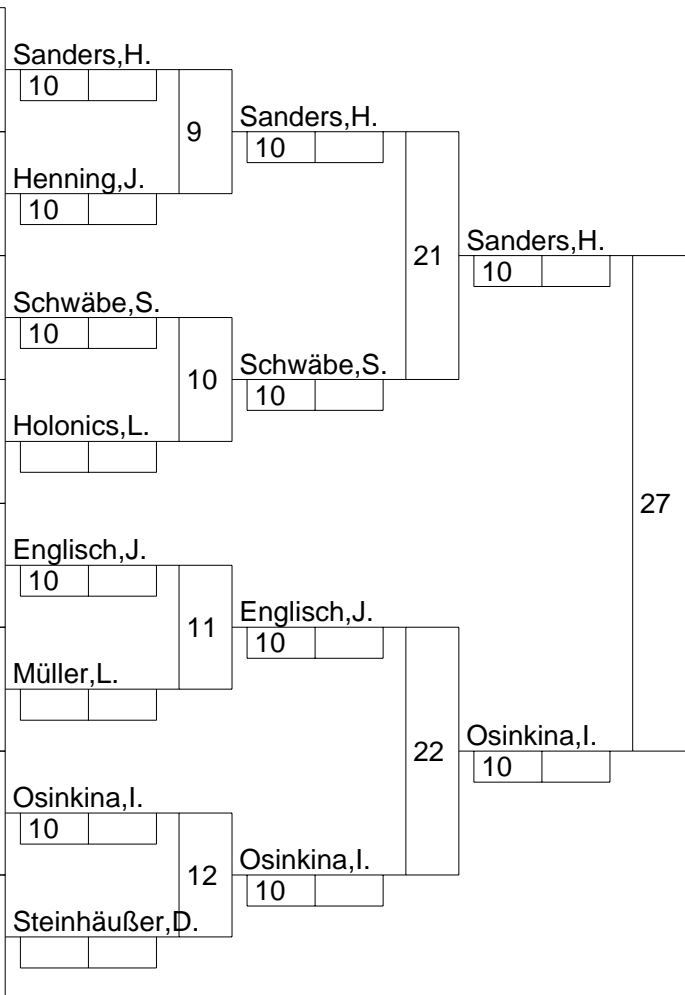 Sanders,H.
10
9
Sanders,H.
10
Henning,J.
10
21
Sanders,H.
10
Schwäbe,S.
10
10
Schwäbe,S.
10
Holonics,L.
27
Englisch,J.
10
11
Englisch,J.
10
Müller,L.
22
Osinkina,I.
10
Osinkina,I.
10
12
Osinkina,I.
10
Steinhäußer,D.